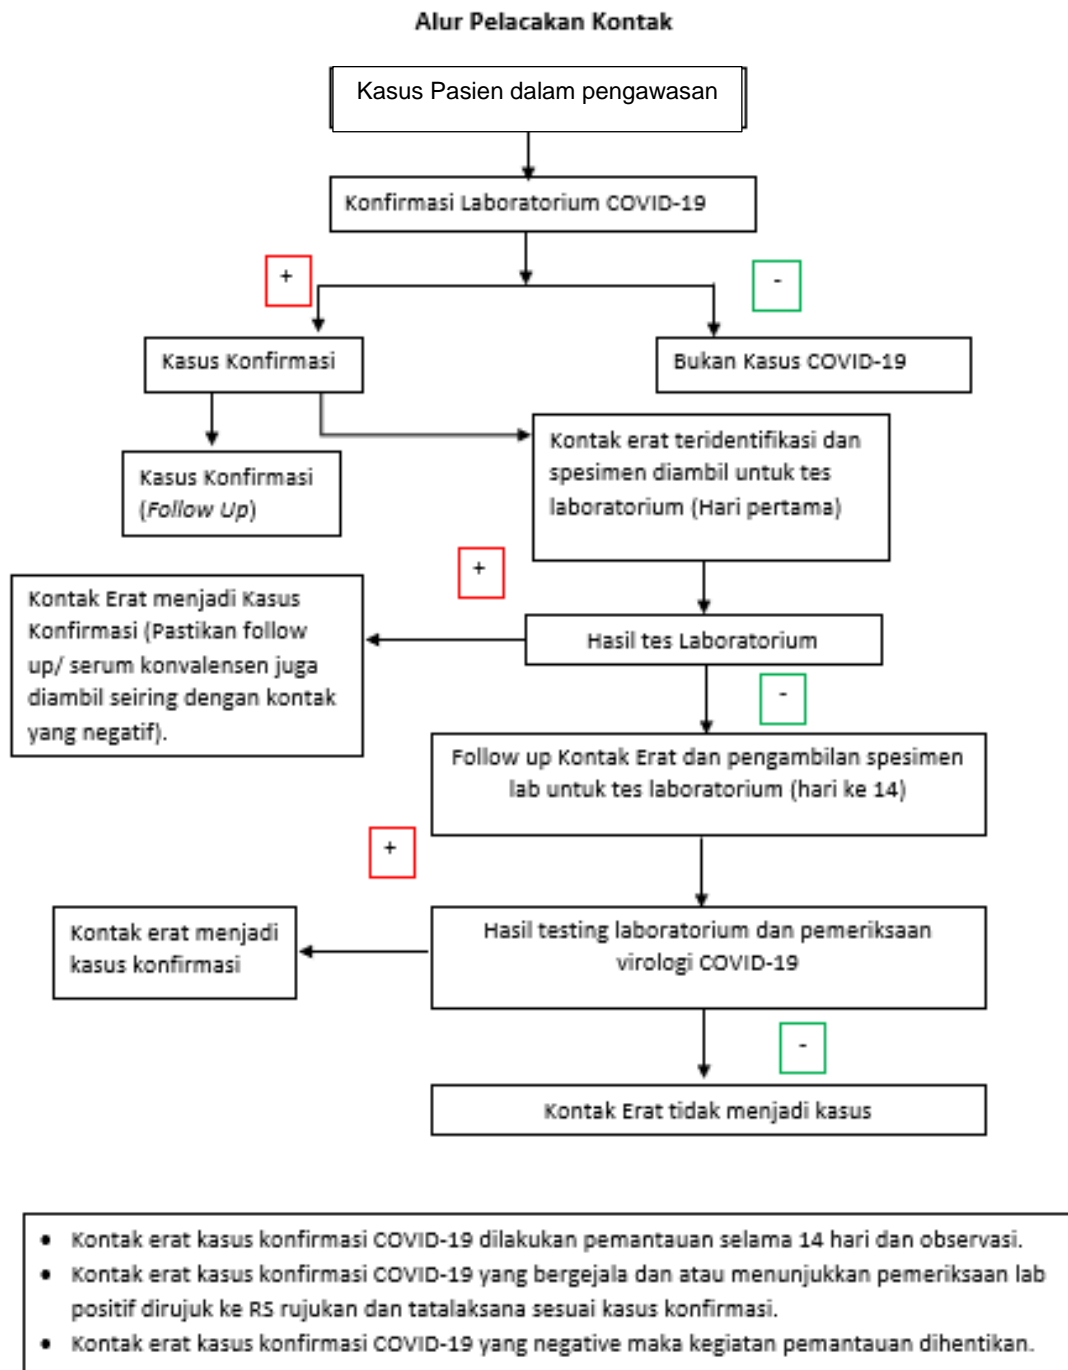 Alur Pelacakan Kontak
Kasus Pasien dalam pengawasan
Konfirmasi Laboratorium COVID-19
+
-
Kasus Konfirmasi
Bukan Kasus COVID-19
Kasus Konfirmasi
(Follow Up)
Kontak erat teridentifikasi dan
spesimen diambil untuk tes
laboratorium (Hari pertama)
+
Kontak Erat menjadi Kasus
Konfirmasi (Pastikan follow
up/ serum konvalensen juga
diambil seiring dengan kontak
yang negatif).
Hasil tes Laboratorium
-
Follow up Kontak Erat dan pengambilan spesimen
lab untuk tes laboratorium (hari ke 14)
+
Kontak erat menjadi
kasus konfirmasi
Hasil testing laboratorium dan pemeriksaan
virologi COVID-19
-
Kontak Erat tidak menjadi kasus
• Kontak erat kasus konfirmasi COVID-19 dilakukan pemantauan selama 14 hari dan observasi.
• Kontak erat kasus konfirmasi COVID-19 yang bergejala dan atau menunjukkan pemeriksaan lab
positif dirujuk ke RS rujukan dan tatalaksana sesuai kasus konfirmasi.
• Kontak erat kasus konfirmasi COVID-19 yang negative maka kegiatan pemantauan dihentikan.